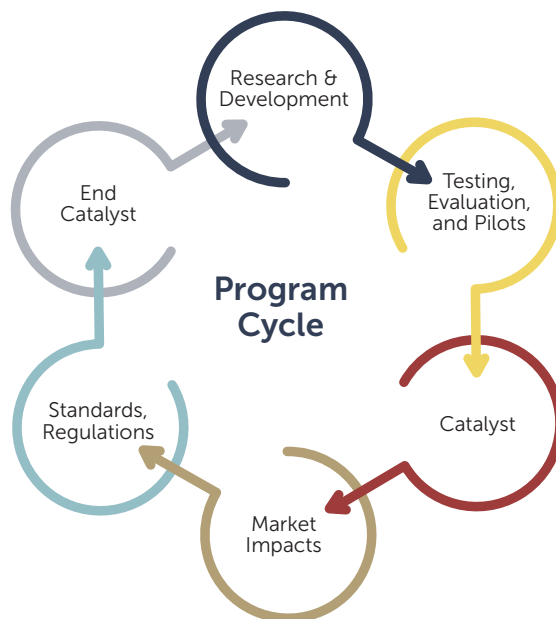 Research &
Development
Testing,
Evaluation,
and Pilots
Catalyst
Market
Impacts
Standards,
Regulations
End
Catalyst
Program
Cycle